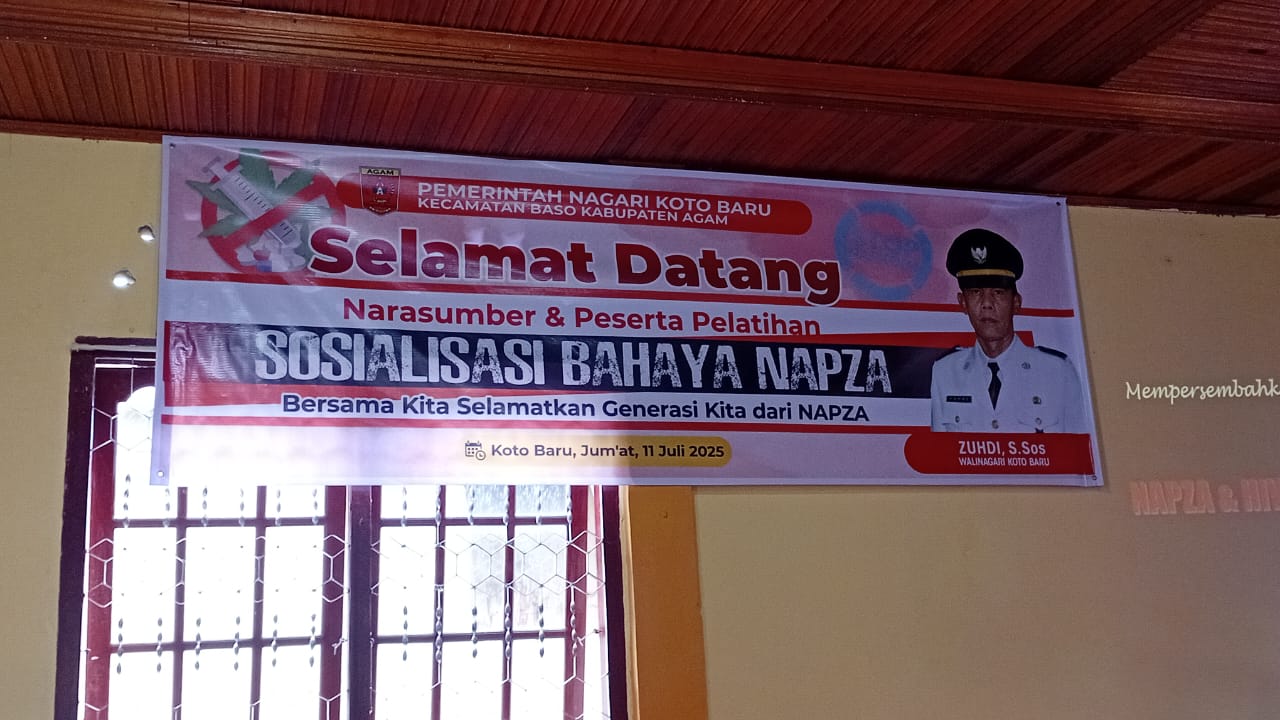 AGAM
PEMERINTAH NAGARI KOTO BARU
KECAMATAN BASO KABUPATEN AGAM
Selamat Datang
Narasumber & Peserta Pelatihan
SOSIALISASI BAHAYA NAPZA
Bersama Kita Selamatkan Generasi Kita dari NAPZA
Koto Baru, Jum'at, 11 Juli 2025
ZUHDI, S.Sos
WALINAGARI KOTO BARU
Mempersembahk
NAPZA & HI